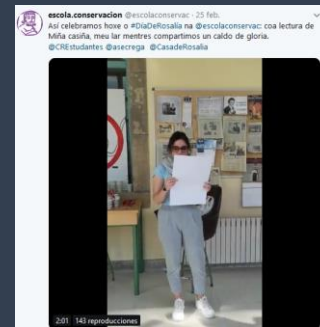 escola.conservacion @escolaconservac · 25 feb.
Así celebramos hoxe o #DíaDeRosalía na @escolaconservac: coa lectura de
Miña casiña, meu lar mentres compartimos un caldo de gloria.
@CREstudantes @asecrega @CasadeRosalia
2:01 143 reproducciones